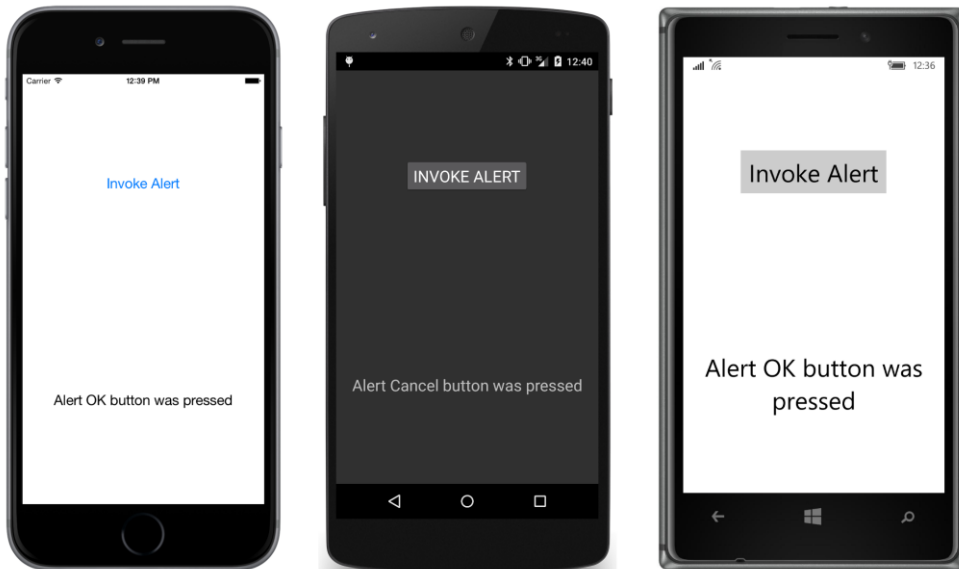 Carrier 12:39 PM
Invoke Alert
Alert OK button was pressed
3G 12:40
INVOKE ALERT
Alert Cancel button was pressed
12:36
Invoke Alert
Alert OK button was
pressed